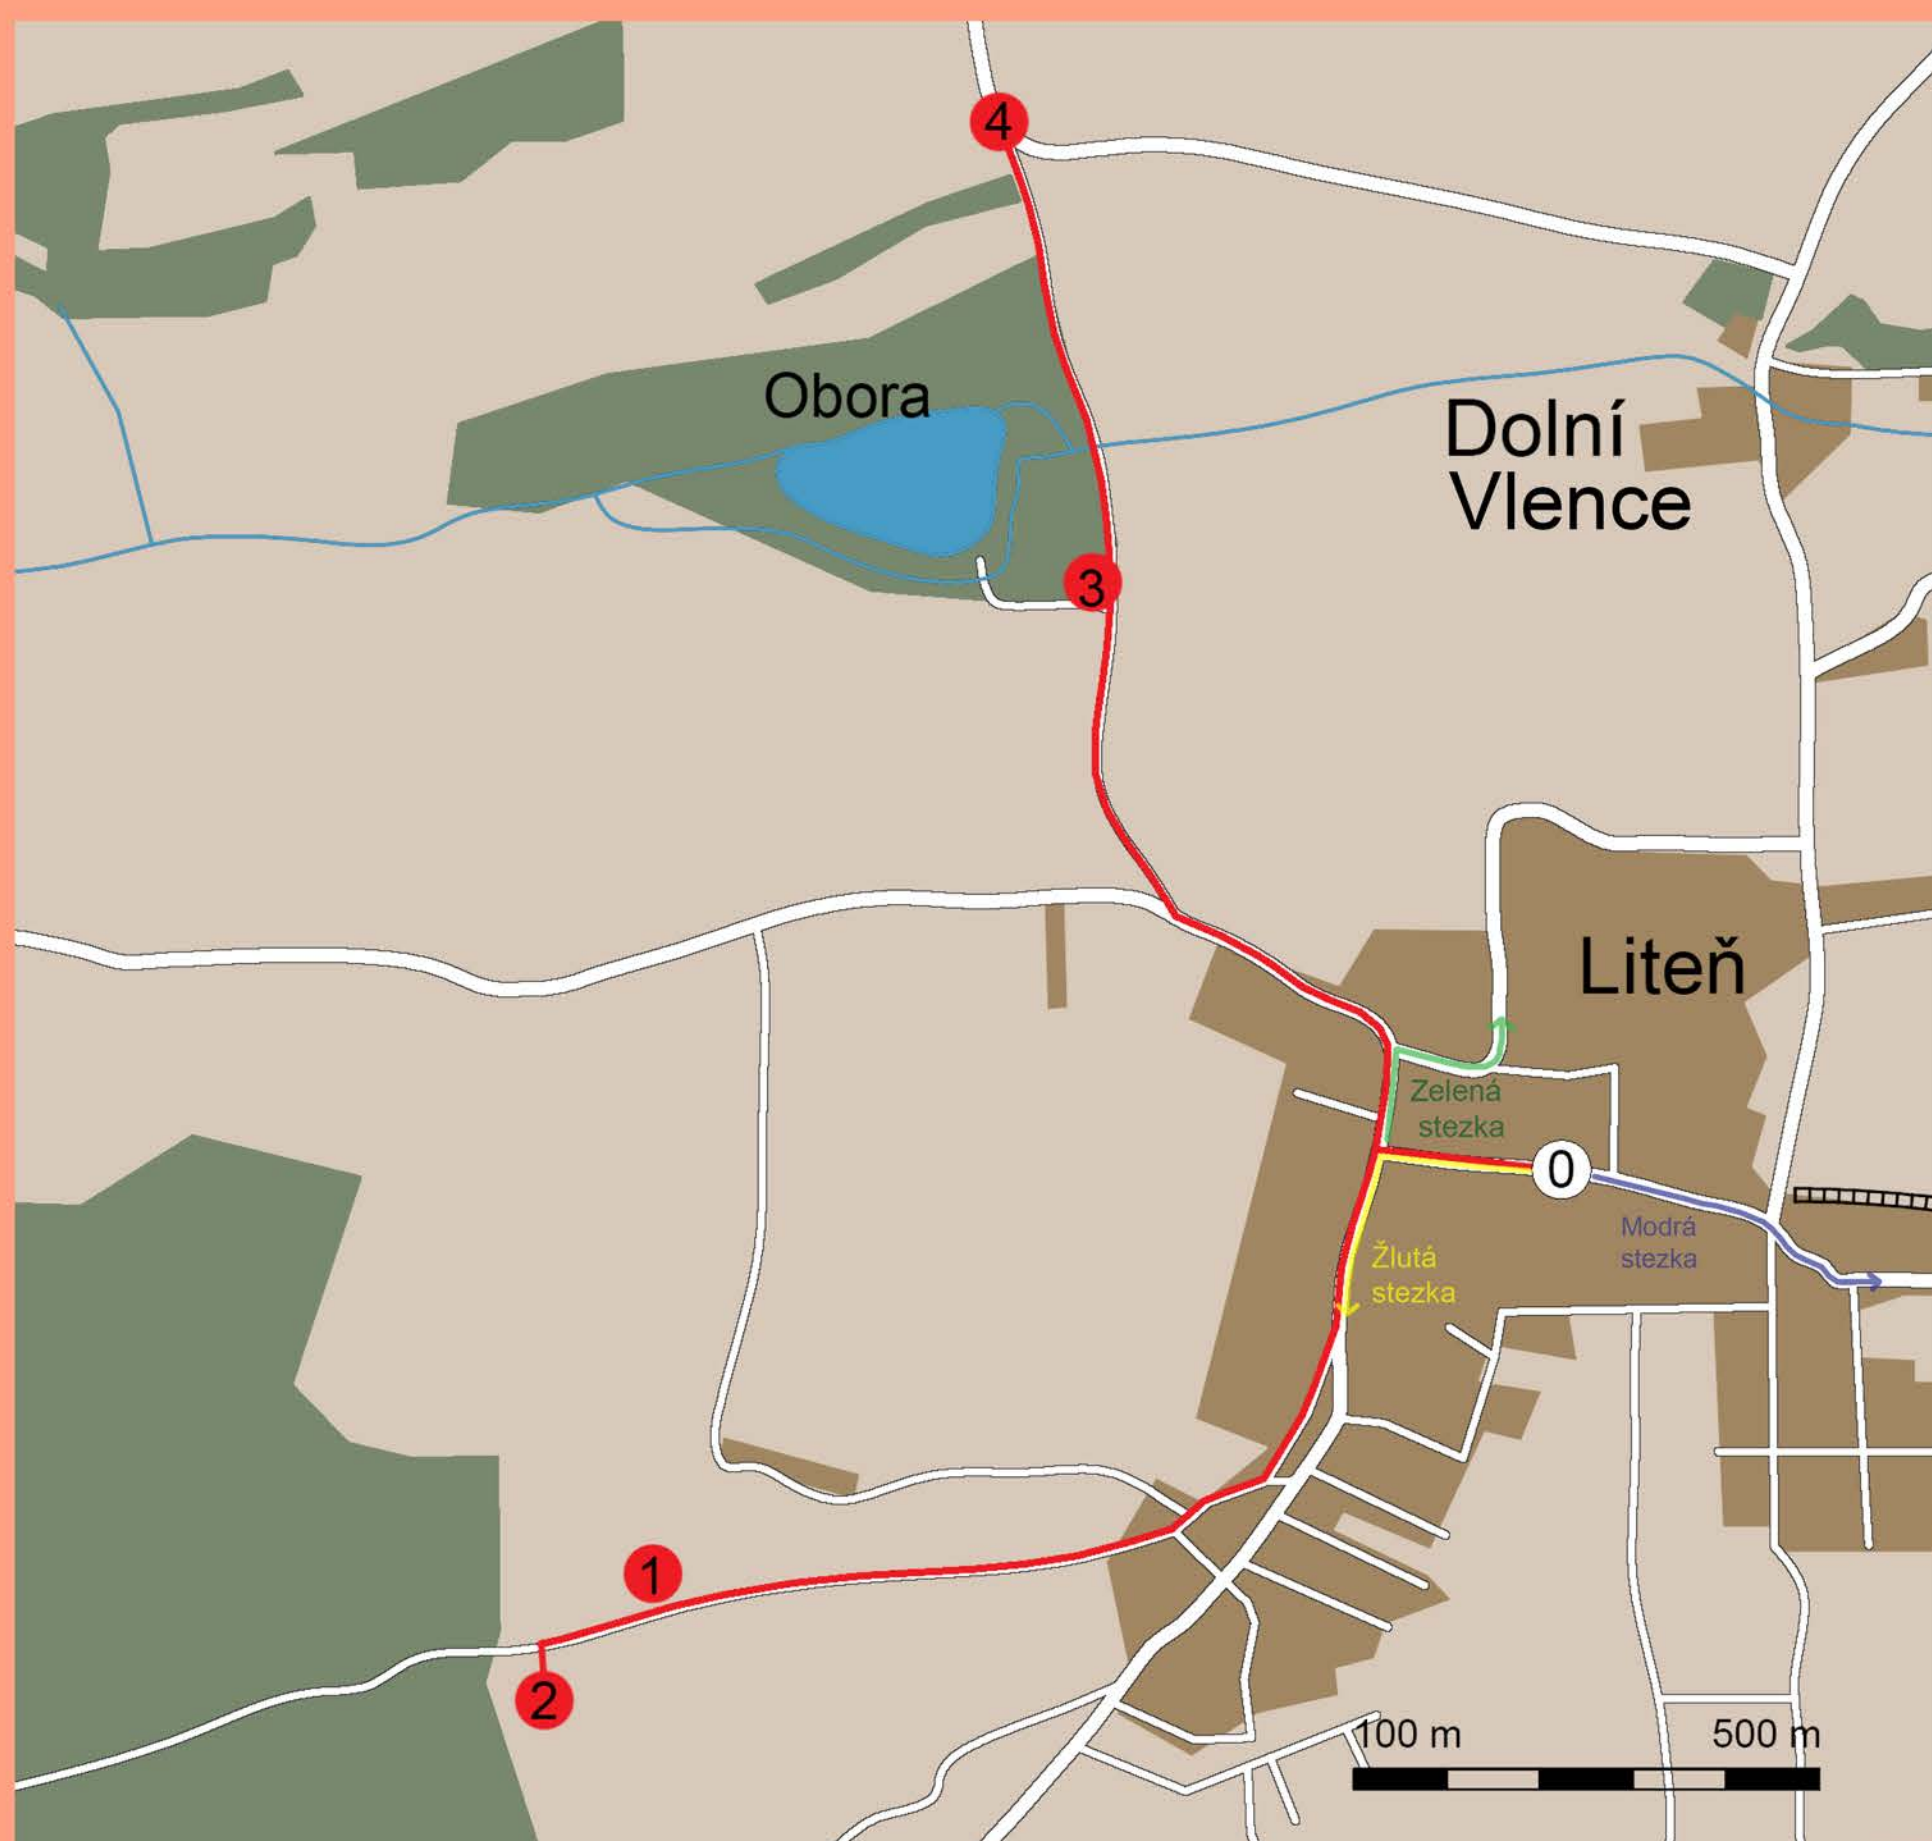 4
Obora
Dolní
Vlence
3
Liteň
Zelená
stezka
0
Modrá
stezka
Žlutá
stezka
1
2
100 m
500 m